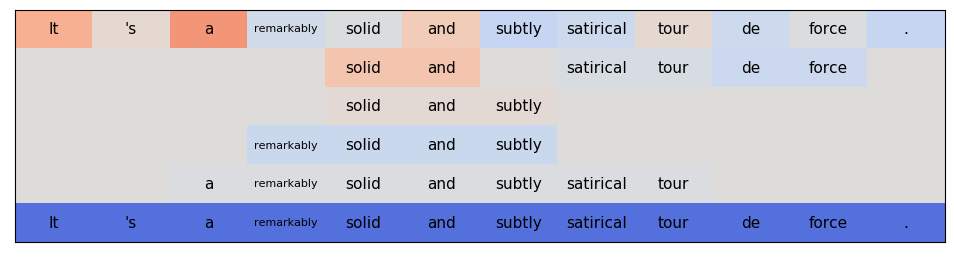 It 's a remarkably solid and subtly satirical tour de force .
solid and satirical tour de force
solid and subtly
remarkably solid and subtly
a remarkably solid and subtly satirical tour
It 's a remarkably solid and subtly satirical tour de force .